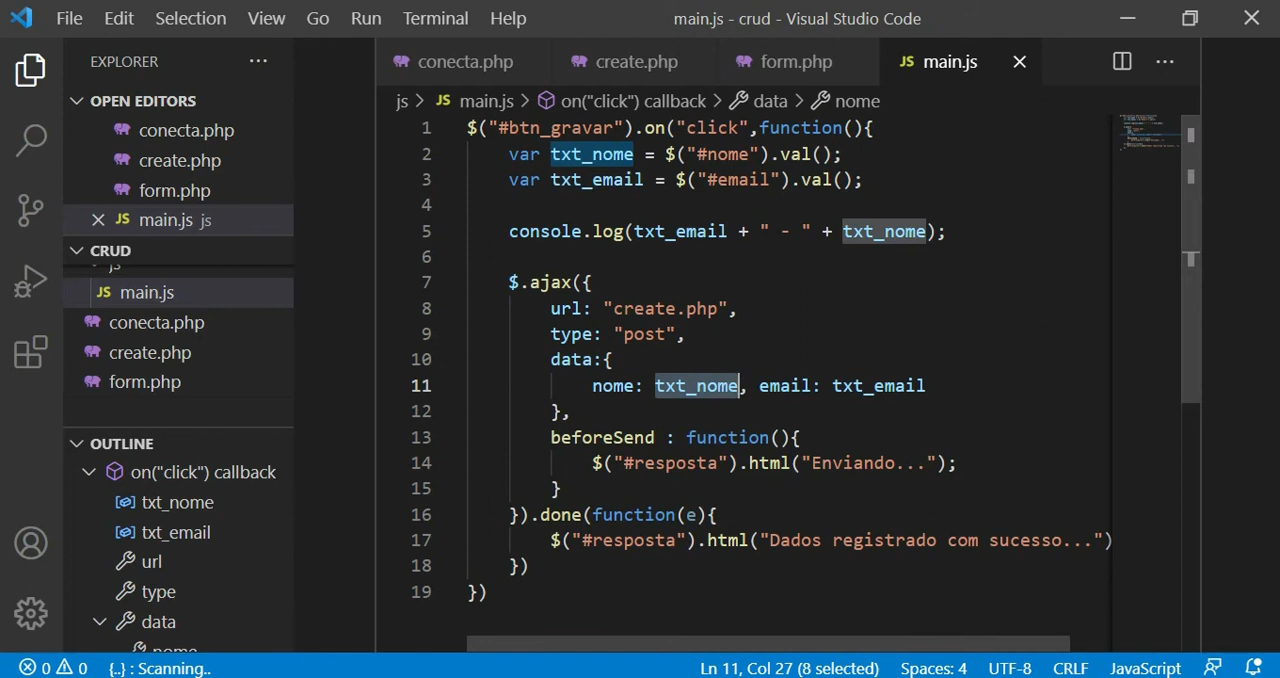 File Edit Selection View Go Run Terminal Help main.js - crud - Visual Studio Code
EXPLORER ...
OPEN EDITORS
conecta.php
create.php
form.php
JS main.js js
CRUD
js
JS main.js
conecta.php
create.php
form.php
OUTLINE
on("click") callback
txt_nome
txt_email
url
type
data
nome
conecta.php create.php form.php JS main.js
js > JS main.js > on("click") callback > data > nome
1 $("#btn_gravar").on("click",function(){
2 var txt_nome = $("#nome").val();
3 var txt_email = $("#email").val();
4
5 console.log(txt_email + " - " + txt_nome);
6
7 $.ajax({
8 url: "create.php",
9 type: "post",
10 data:{
11 nome: txt_nome, email: txt_email
12 },
13 beforeSend : function(){
14 $("#resposta").html("Enviando...");
15 }
16 }).done(function(e){
17 $("#resposta").html("Dados registrado com sucesso...")
18 })
19 })
0 0 {..} : Scanning.. Ln 11, Col 27 (8 selected) Spaces: 4 UTF-8 CRLF JavaScript